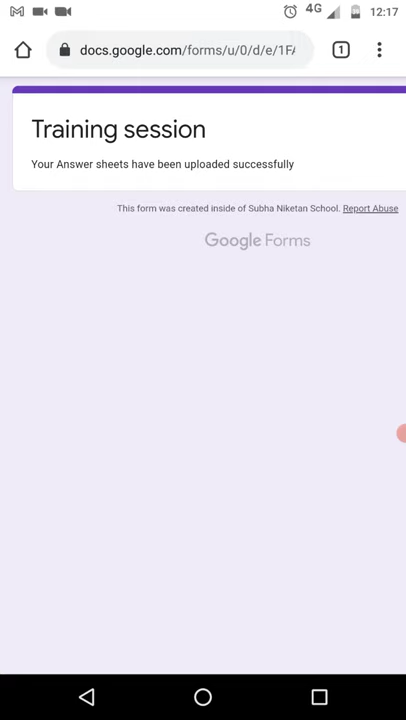 4G 12:17
docs.google.com/forms/u/0/d/e/1FA
1
Training session
Your Answer sheets have been uploaded successfully
This form was created inside of Subha Niketan School. Report Abuse
Google Forms